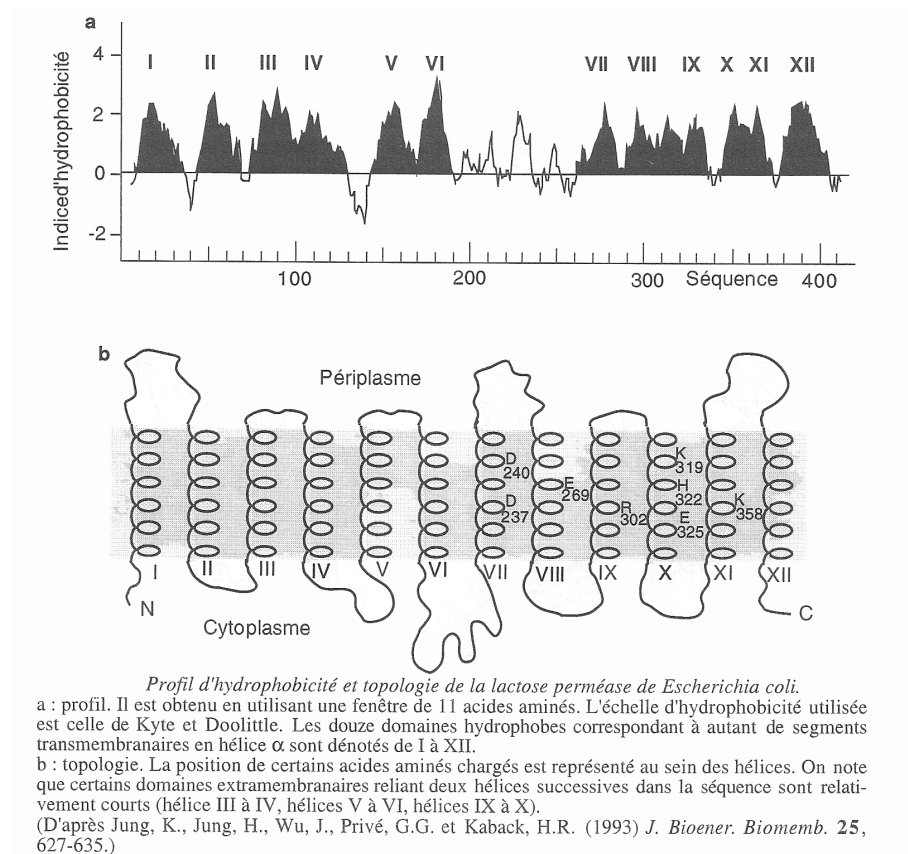 a
I II III IV V VI VII VIII IX X XI XII
4
2
0
-2
Indiced'hydrophobicité
100 200 300 Séquence 400
b
Périplasme
D
240
D
237
E
269
R
302
K
319
H
322
E
325
K
358
I II III IV V VI VII VIII IX X XI XII
N
C
Cytoplasme
Profil d'hydrophobicité et topologie de la lactose perméase de Escherichia coli.
a : profil. Il est obtenu en utilisant une fenêtre de 11 acides aminés. L'échelle d'hydrophobicité utilisée
est celle de Kyte et Doolittle. Les douze domaines hydrophobes correspondant à autant de segments
transmembranaires en hélice α sont dénotés de I à XII.
b : topologie. La position de certains acides aminés chargés est représenté au sein des hélices. On note
que certains domaines extramembranaires reliant deux hélices successives dans la séquence sont relati-
vement courts (hélice III à IV, hélices V à VI, hélices IX à X).
(D'après Jung, K., Jung, H., Wu, J., Privé, G.G. et Kaback, H.R. (1993) J. Bioener. Biomemb. 25,
627-635.)